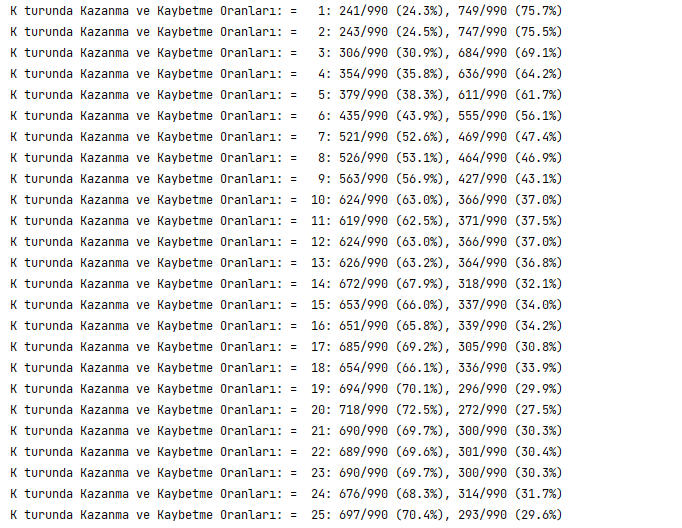 K turunda Kazanma ve Kaybetme Oranları: =   1: 241/990 (24.3%), 749/990 (75.7%)
K turunda Kazanma ve Kaybetme Oranları: =   2: 243/990 (24.5%), 747/990 (75.5%)
K turunda Kazanma ve Kaybetme Oranları: =   3: 306/990 (30.9%), 684/990 (69.1%)
K turunda Kazanma ve Kaybetme Oranları: =   4: 354/990 (35.8%), 636/990 (64.2%)
K turunda Kazanma ve Kaybetme Oranları: =   5: 379/990 (38.3%), 611/990 (61.7%)
K turunda Kazanma ve Kaybetme Oranları: =   6: 435/990 (43.9%), 555/990 (56.1%)
K turunda Kazanma ve Kaybetme Oranları: =   7: 521/990 (52.6%), 469/990 (47.4%)
K turunda Kazanma ve Kaybetme Oranları: =   8: 526/990 (53.1%), 464/990 (46.9%)
K turunda Kazanma ve Kaybetme Oranları: =   9: 563/990 (56.9%), 427/990 (43.1%)
K turunda Kazanma ve Kaybetme Oranları: =  10: 624/990 (63.0%), 366/990 (37.0%)
K turunda Kazanma ve Kaybetme Oranları: =  11: 619/990 (62.5%), 371/990 (37.5%)
K turunda Kazanma ve Kaybetme Oranları: =  12: 624/990 (63.0%), 366/990 (37.0%)
K turunda Kazanma ve Kaybetme Oranları: =  13: 626/990 (63.2%), 364/990 (36.8%)
K turunda Kazanma ve Kaybetme Oranları: =  14: 672/990 (67.9%), 318/990 (32.1%)
K turunda Kazanma ve Kaybetme Oranları: =  15: 653/990 (66.0%), 337/990 (34.0%)
K turunda Kazanma ve Kaybetme Oranları: =  16: 651/990 (65.8%), 339/990 (34.2%)
K turunda Kazanma ve Kaybetme Oranları: =  17: 685/990 (69.2%), 305/990 (30.8%)
K turunda Kazanma ve Kaybetme Oranları: =  18: 654/990 (66.1%), 336/990 (33.9%)
K turunda Kazanma ve Kaybetme Oranları: =  19: 694/990 (70.1%), 296/990 (29.9%)
K turunda Kazanma ve Kaybetme Oranları: =  20: 718/990 (72.5%), 272/990 (27.5%)
K turunda Kazanma ve Kaybetme Oranları: =  21: 690/990 (69.7%), 300/990 (30.3%)
K turunda Kazanma ve Kaybetme Oranları: =  22: 689/990 (69.6%), 301/990 (30.4%)
K turunda Kazanma ve Kaybetme Oranları: =  23: 690/990 (69.7%), 300/990 (30.3%)
K turunda Kazanma ve Kaybetme Oranları: =  24: 676/990 (68.3%), 314/990 (31.7%)
K turunda Kazanma ve Kaybetme Oranları: =  25: 697/990 (70.4%), 293/990 (29.6%)